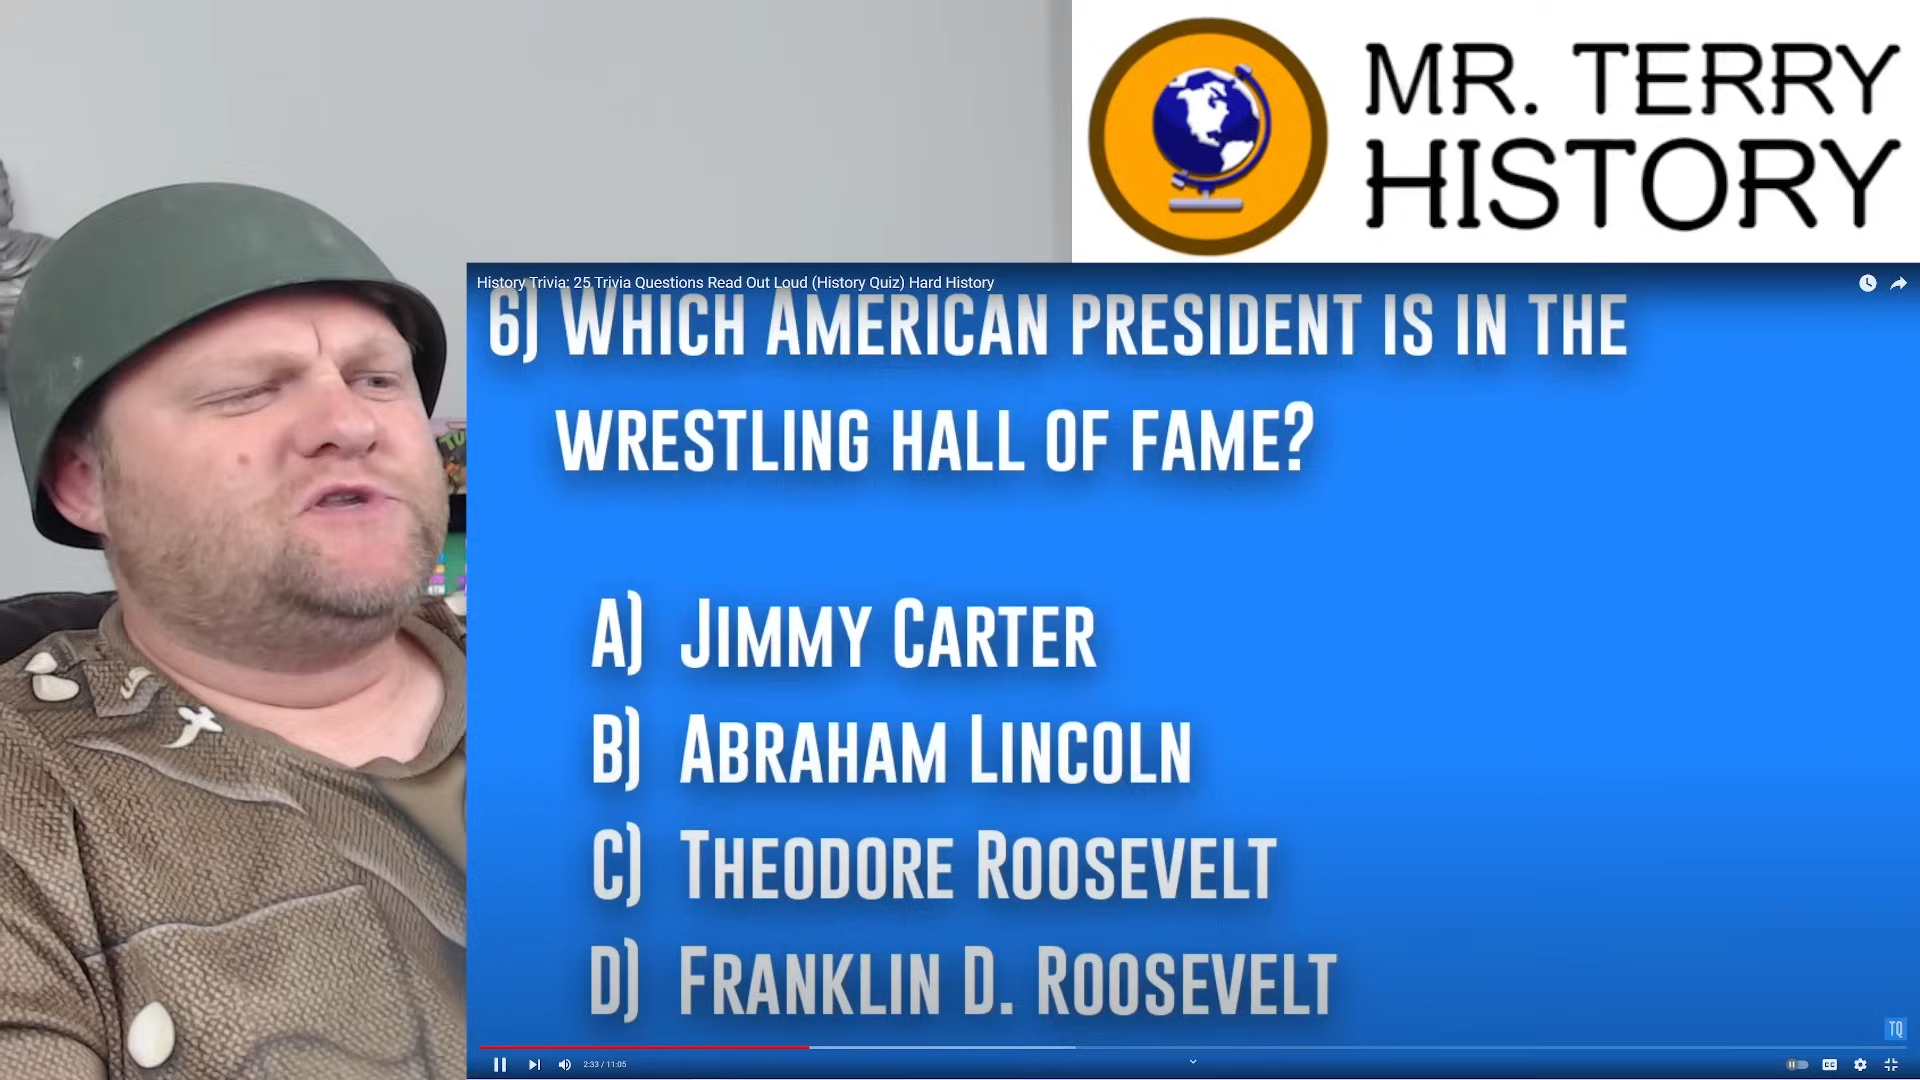 MR. TERRY
HISTORY
History Trivia: 25 Trivia Questions Read Out Loud (History Quiz) Hard History
6) Which American president is in the
wrestling hall of fame?
A) Jimmy Carter
B) Abraham Lincoln
C) Theodore Roosevelt
D) Franklin D. Roosevelt
TQ
2:33 / 11:05
CC